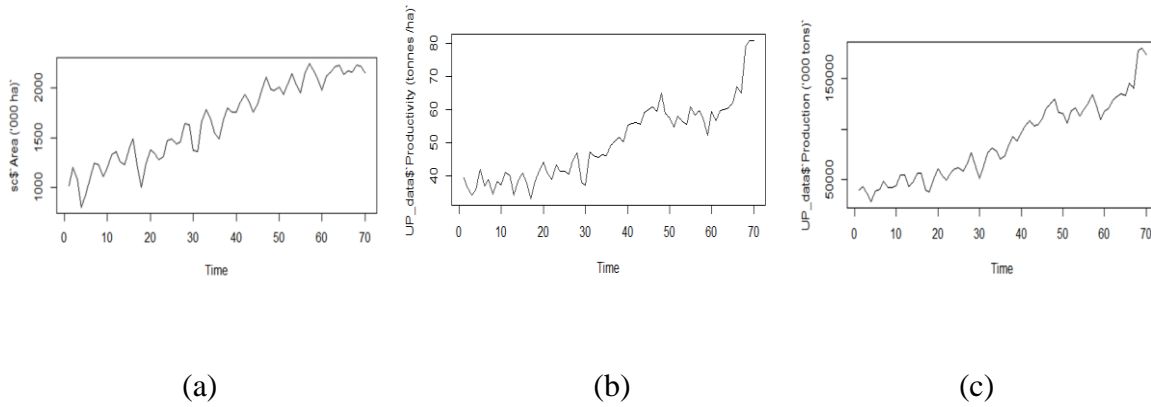 sc$`Area ('000 ha)`
1000 1500 2000
0 10 20 30 40 50 60 70
Time
(a)
UP_data$`Productivity (tonnes /ha)`
40 50 60 70 80
0 10 20 30 40 50 60 70
Time
(b)
UP_data$`Production ('000 tons)`
50000 150000
0 10 20 30 40 50 60 70
Time
(c)